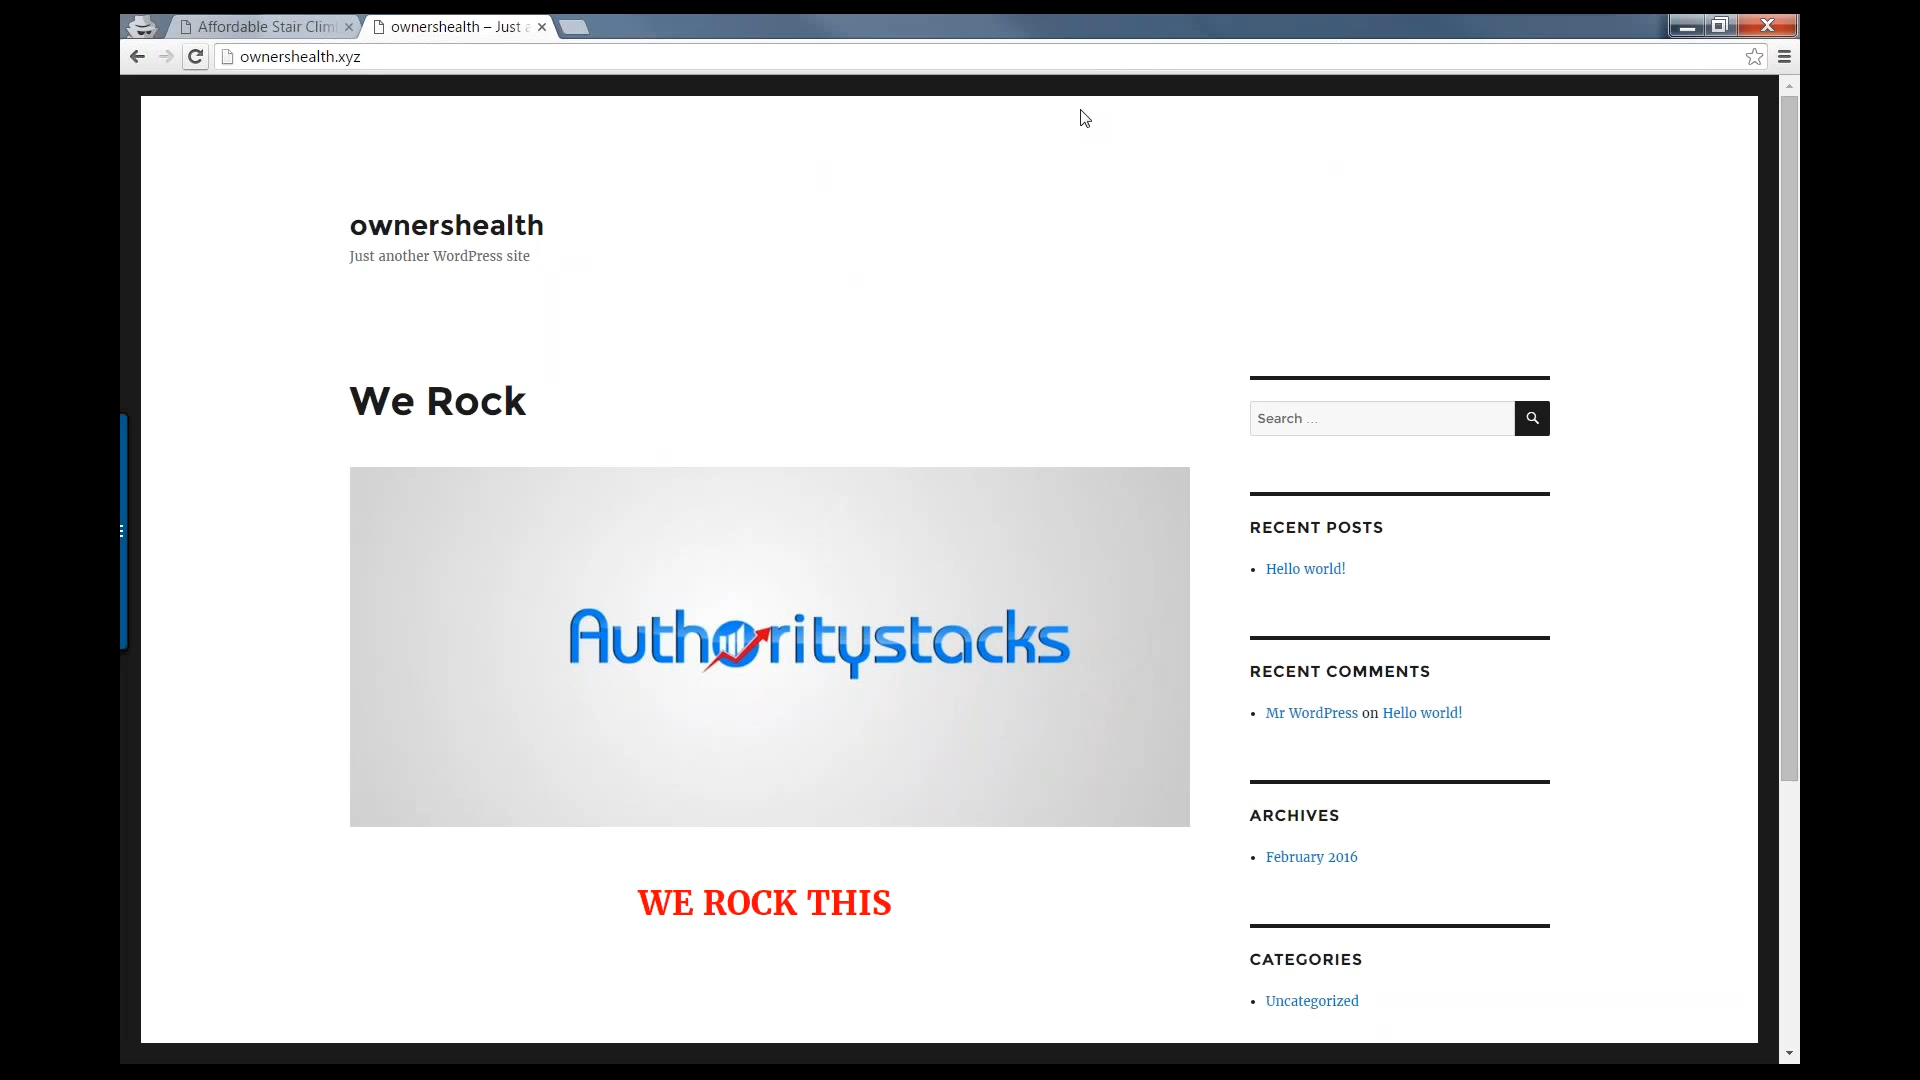 Affordable Stair Clim
ownershealth – Just a
ownershealth.xyz
ownershealth
Just another WordPress site
We Rock
Search ...
RECENT POSTS
Hello world!
Authoritystacks
RECENT COMMENTS
Mr WordPress on Hello world!
ARCHIVES
February 2016
WE ROCK THIS
CATEGORIES
Uncategorized